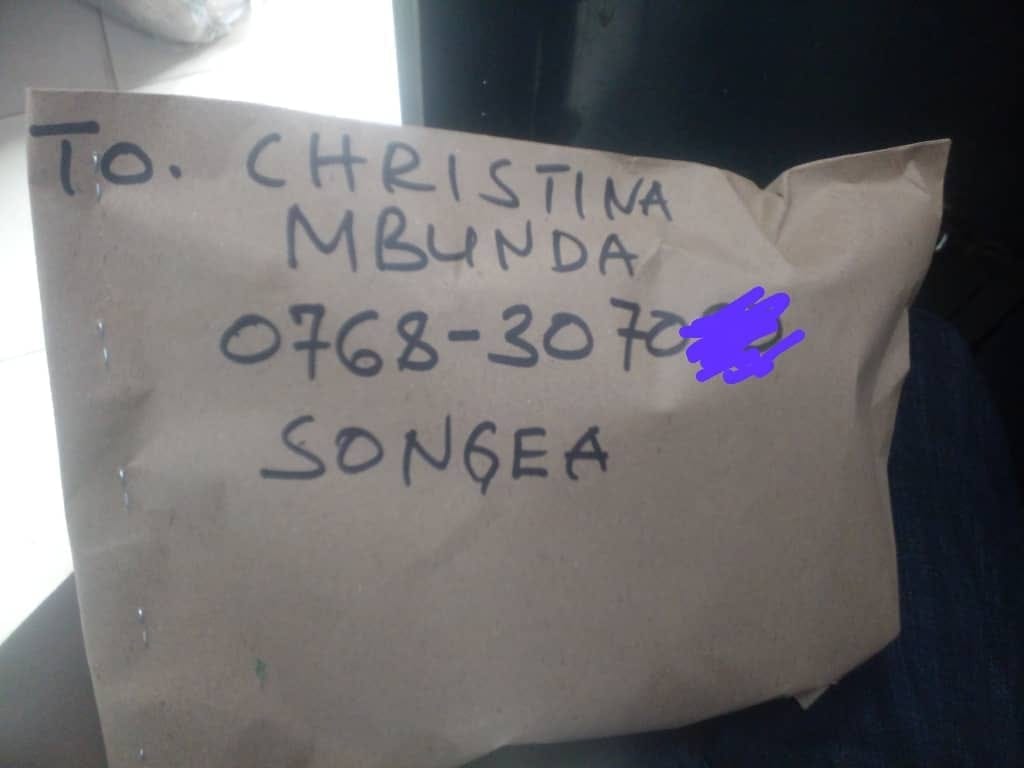 To. CHRISTINA
MBUNDA
0768-3070
SONGEA